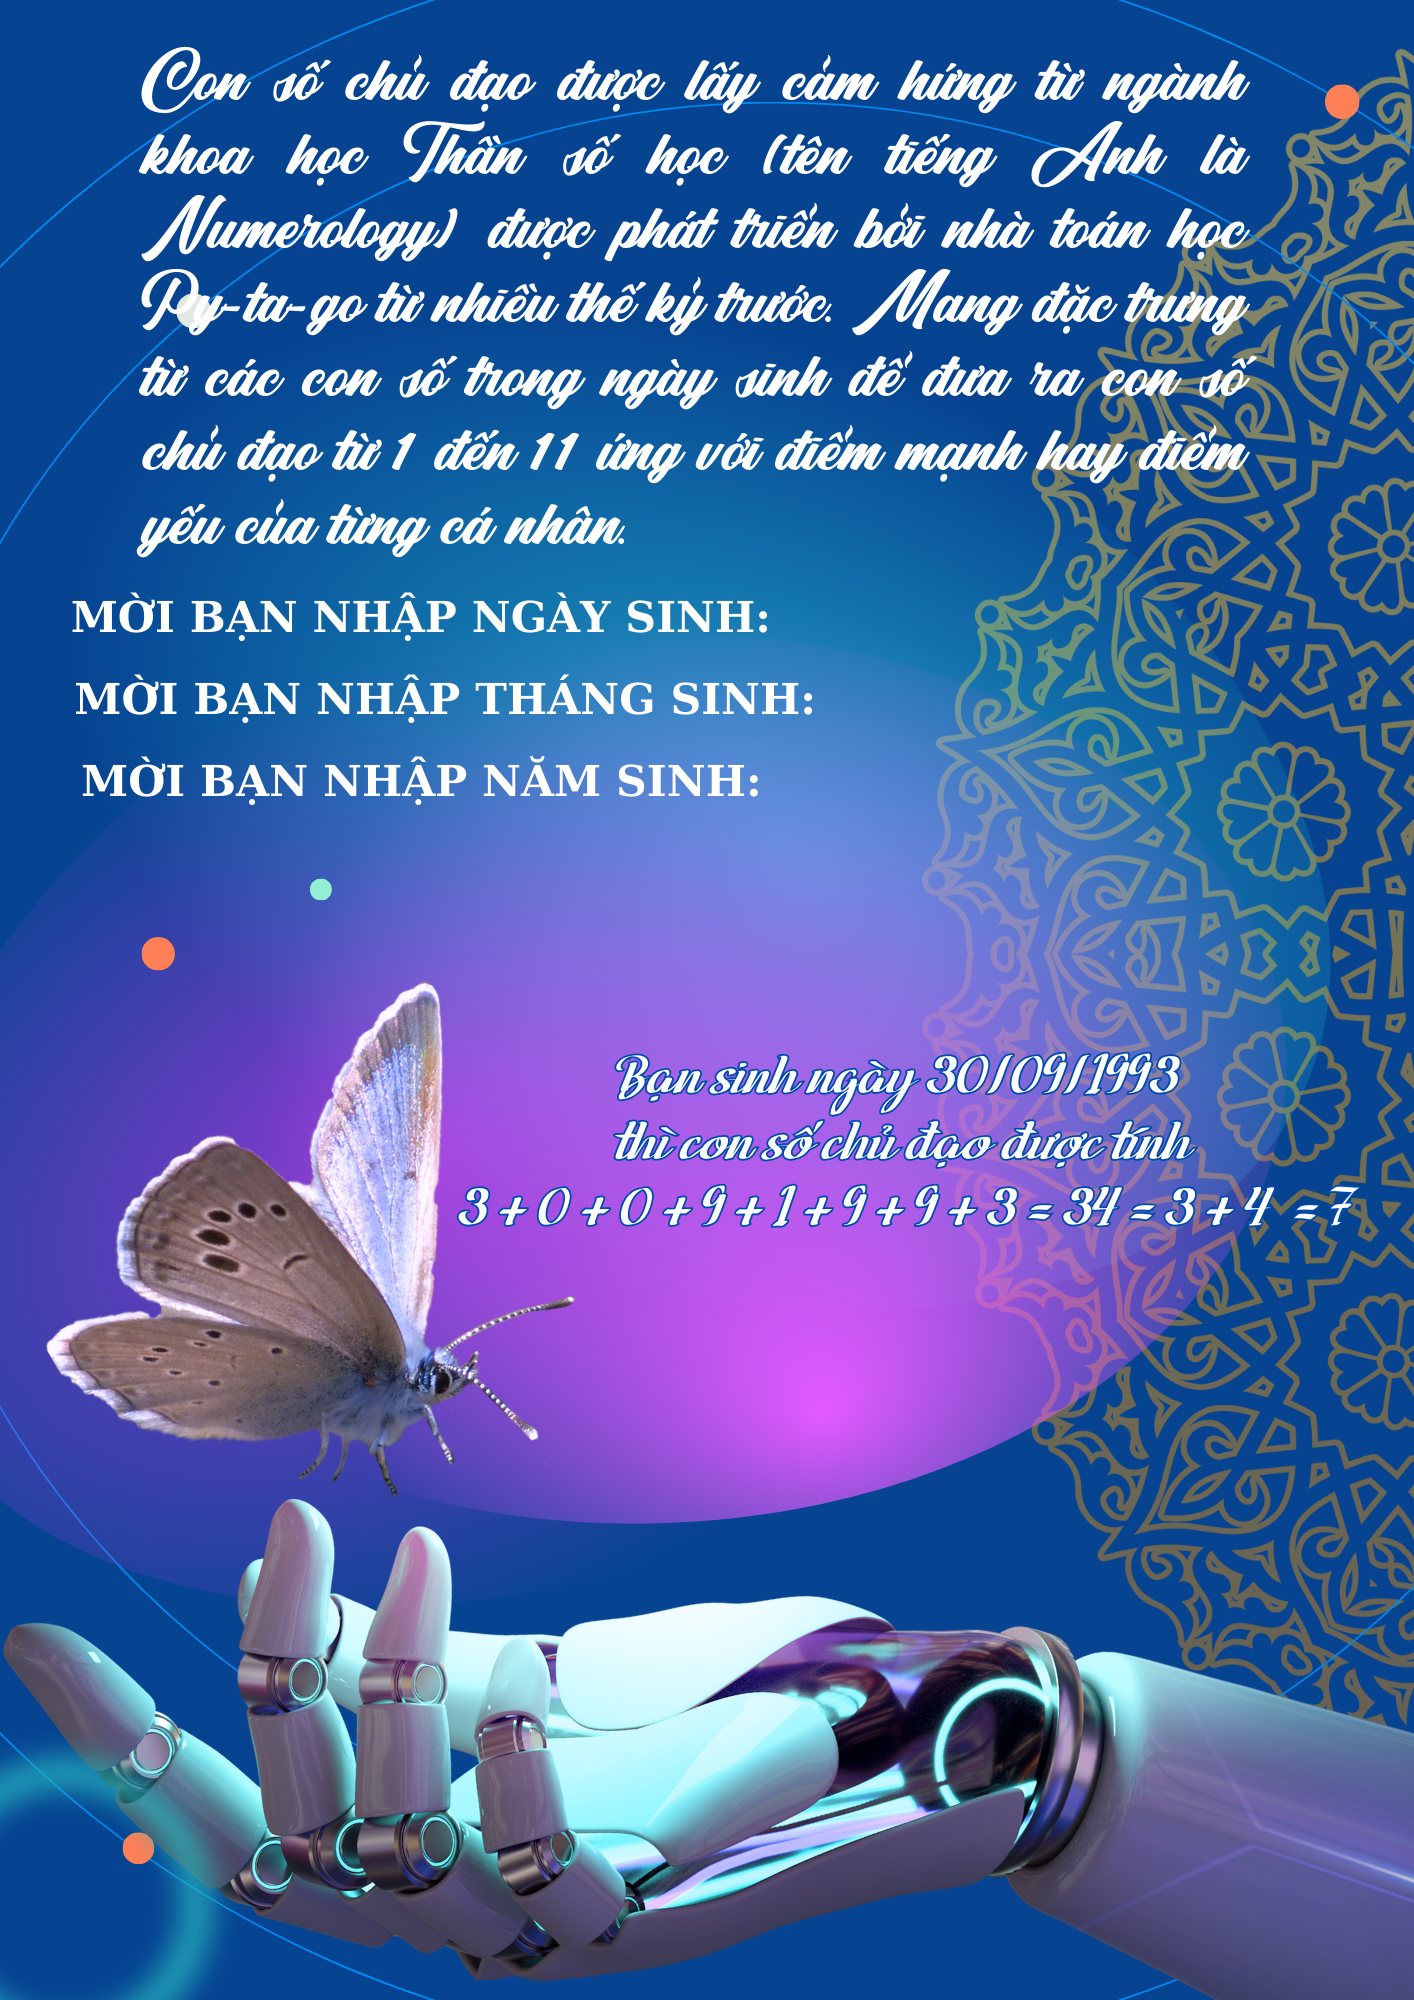 Con số chủ đạo được lấy cảm hứng từ ngành
khoa học Thần số học (tên tiếng Anh là
Numerology) được phát triển bởi nhà toán học
Py-ta-go từ nhiều thế kỷ trước. Mang đặc trưng
từ các con số trong ngày sinh để đưa ra con số
chủ đạo từ 1 đến 11 ứng với điểm mạnh hay điểm
yếu của từng cá nhân.
MỜI BẠN NHẬP NGÀY SINH:
MỜI BẠN NHẬP THÁNG SINH:
MỜI BẠN NHẬP NĂM SINH:
Bạn sinh ngày 30/09/1993
thì con số chủ đạo được tính
3 + 0 + 0 + 9 + 1 + 9 + 9 + 3 = 34 = 3 + 4 = 7